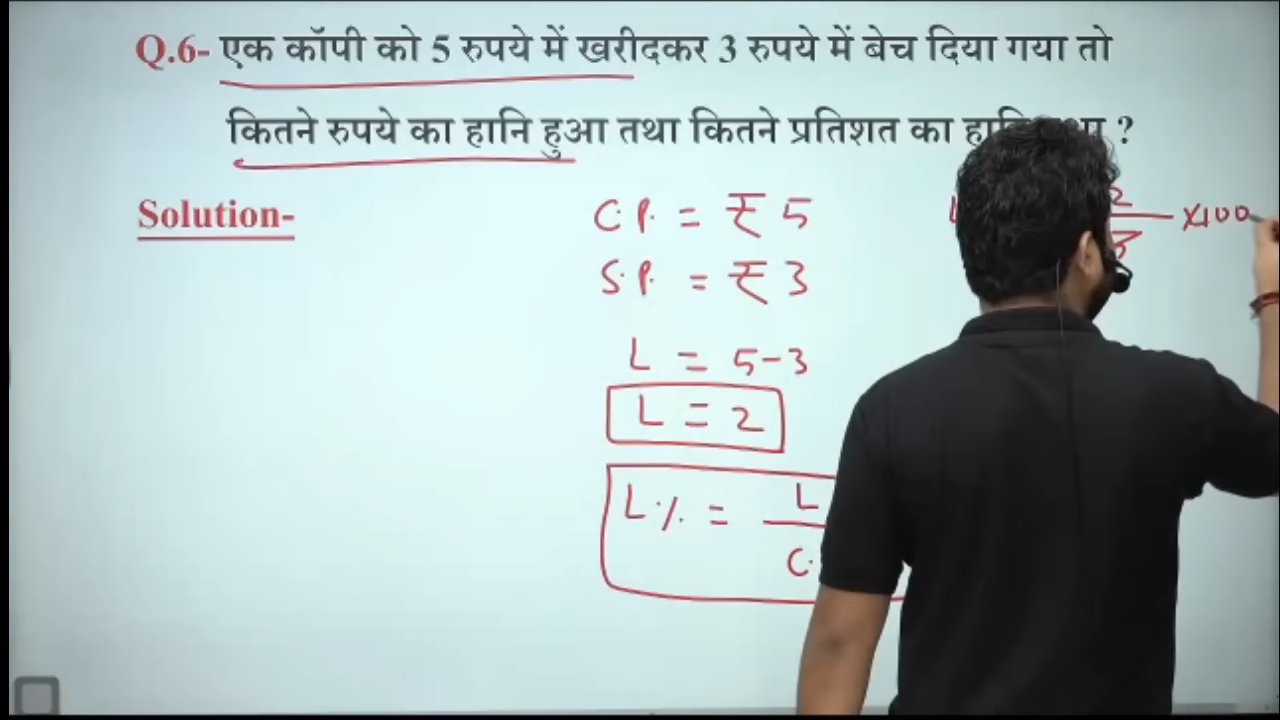 Q.6- एक कॉपी को 5 रुपये में खरीदकर 3 रुपये में बेच दिया गया तो
कितने रुपये का हानि हुआ तथा कितने प्रतिशत का ?
Solution-
C.P. = ₹ 5
S.P. = ₹ 3
L = 5-3
L = 2
L% = L
C.
2
×100